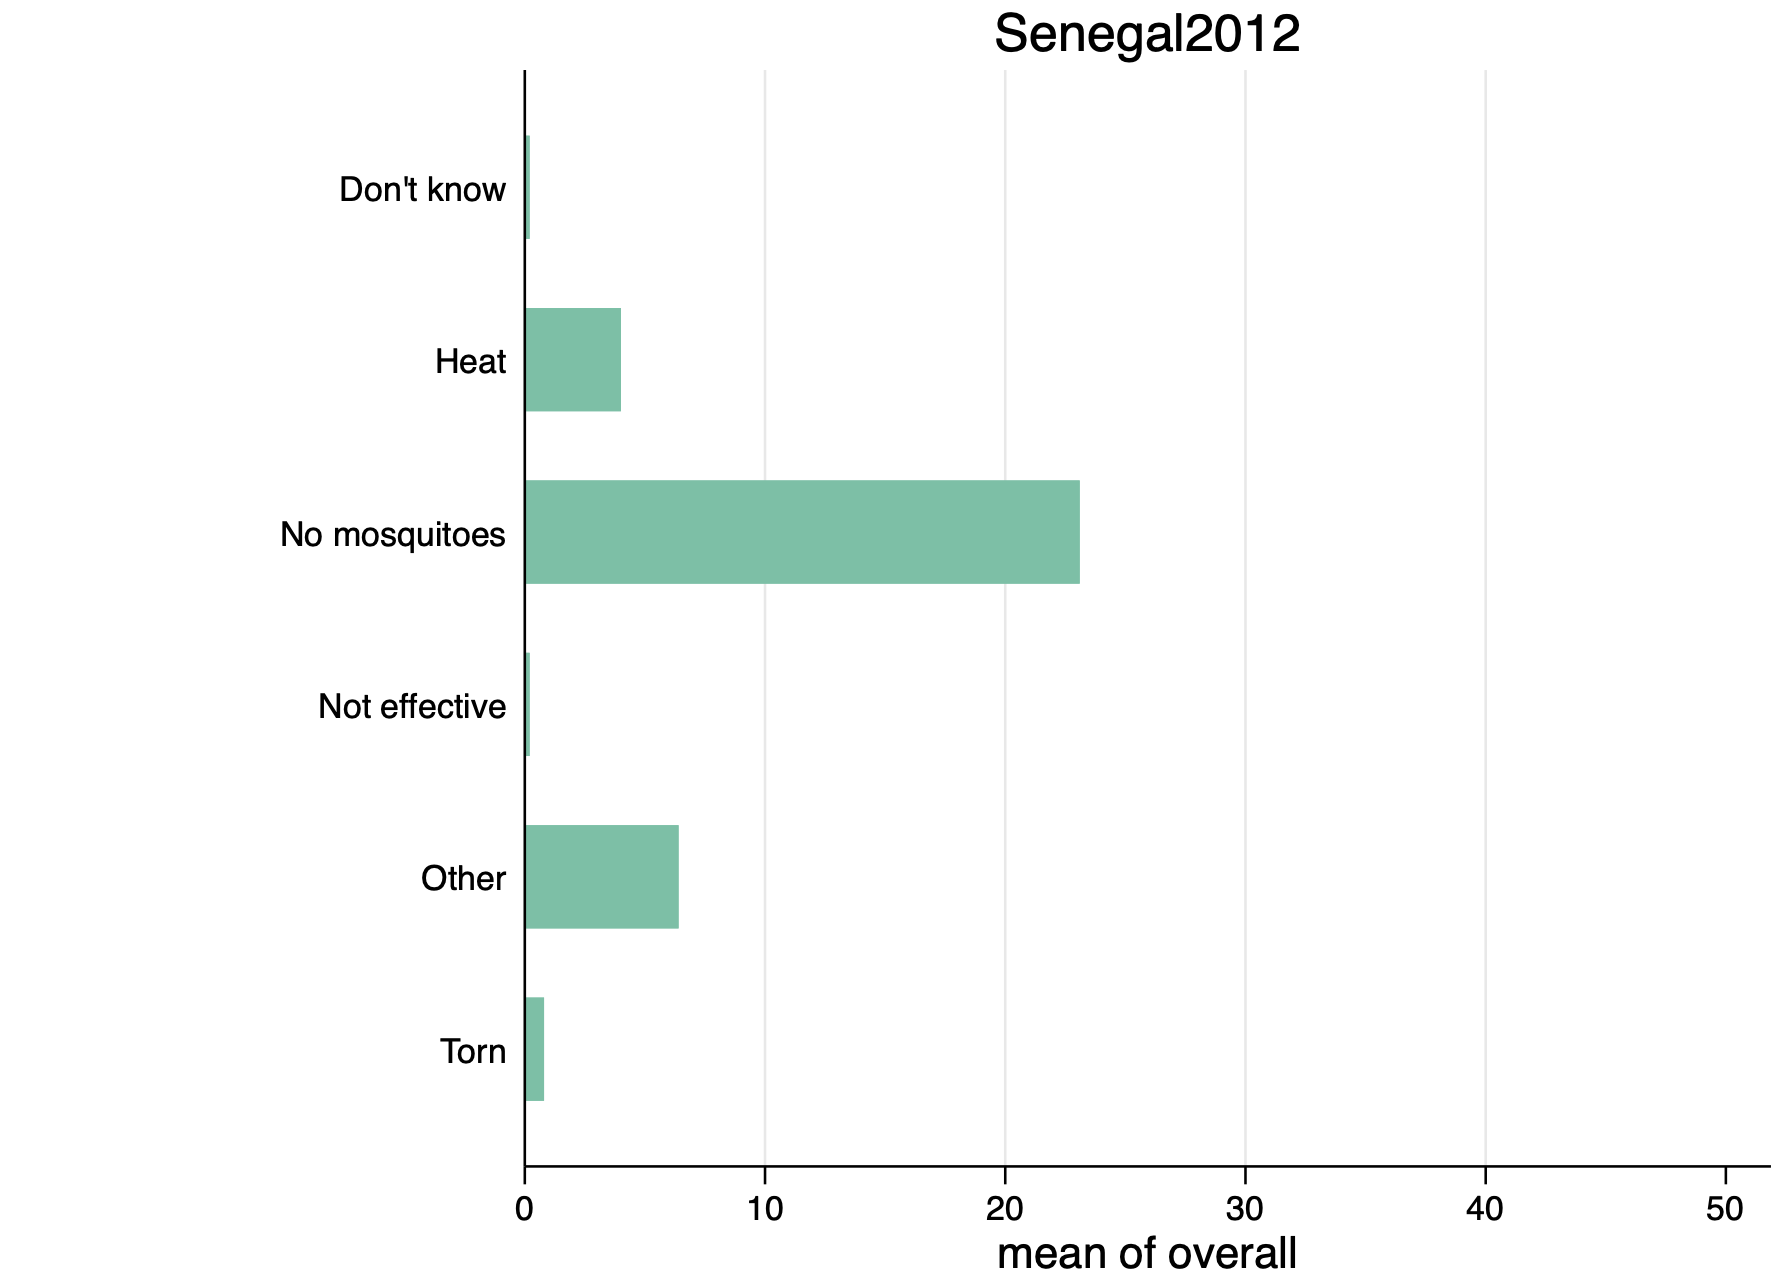 Senegal2012
Don't know
Heat
No mosquitoes
Not effective
Other
Torn
0 10 20 30 40 50
mean of overall